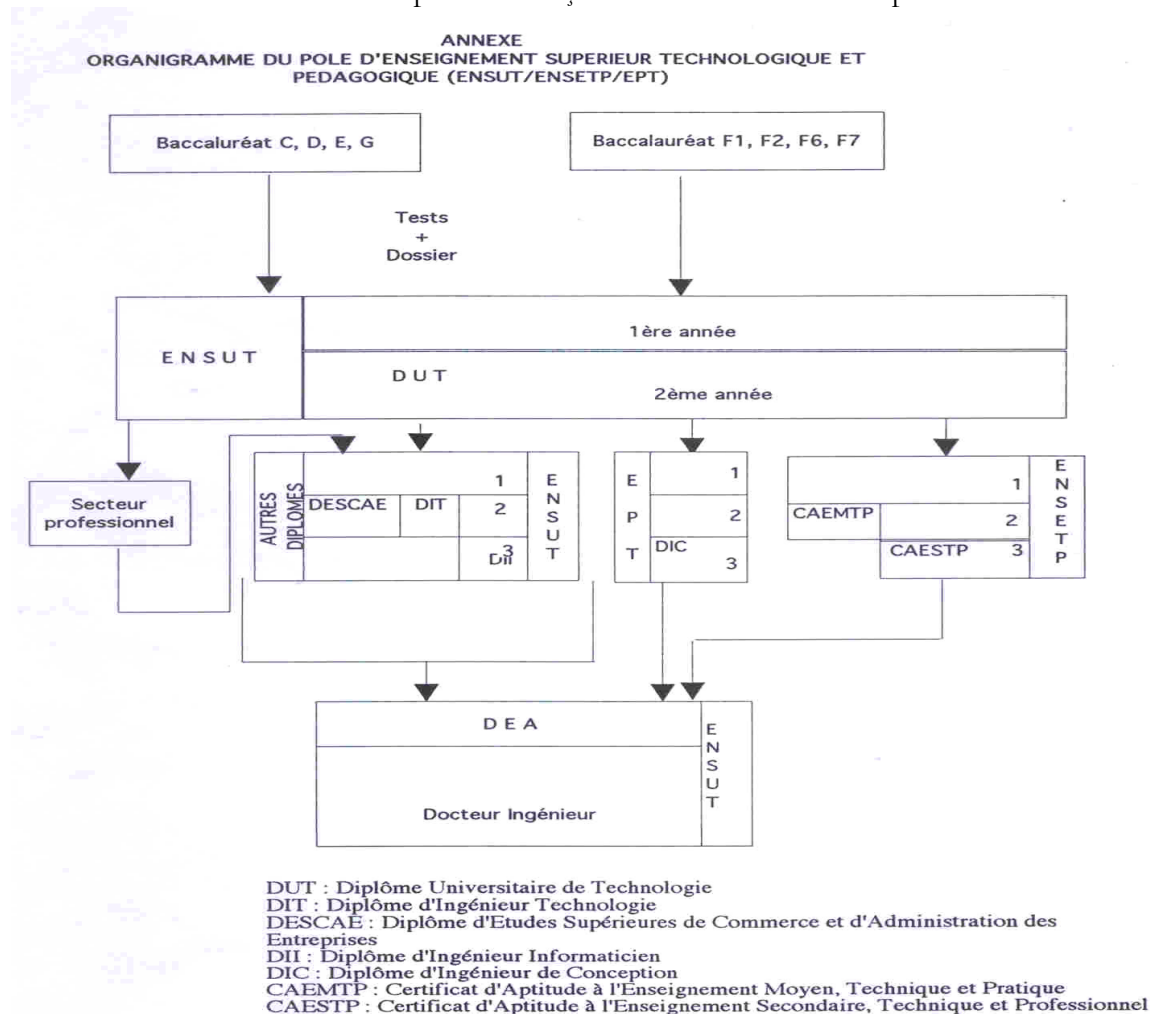 ANNEXE
ORGANIGRAMME DU POLE D'ENSEIGNEMENT SUPERIEUR TECHNOLOGIQUE ET
PEDAGOGIQUE (ENSUT/ENSETP/EPT)
Baccaluréat C, D, E, G
Baccalauréat F1, F2, F6, F7
Tests
+
Dossier
ENSUT
1ère année
DUT
2ème année
Secteur
professionnel
AUTRES
DIPLOMES
1
DESCAE
DIT
2
3
DII
ENSUT
EPT
1
2
DIC
3
1
CAEMTP
2
CAESTP
3
ENSETP
DEA
Docteur Ingénieur
ENSUT
DUT : Diplôme Universitaire de Technologie
DIT : Diplôme d'Ingénieur Technologie
DESCAE : Diplôme d'Etudes Supérieures de Commerce et d'Administration des
Entreprises
DII : Diplôme d'Ingénieur Informaticien
DIC : Diplôme d'Ingénieur de Conception
CAEMTP : Certificat d'Aptitude à l'Enseignement Moyen, Technique et Pratique
CAESTP : Certificat d'Aptitude à l'Enseignement Secondaire, Technique et Professionnel